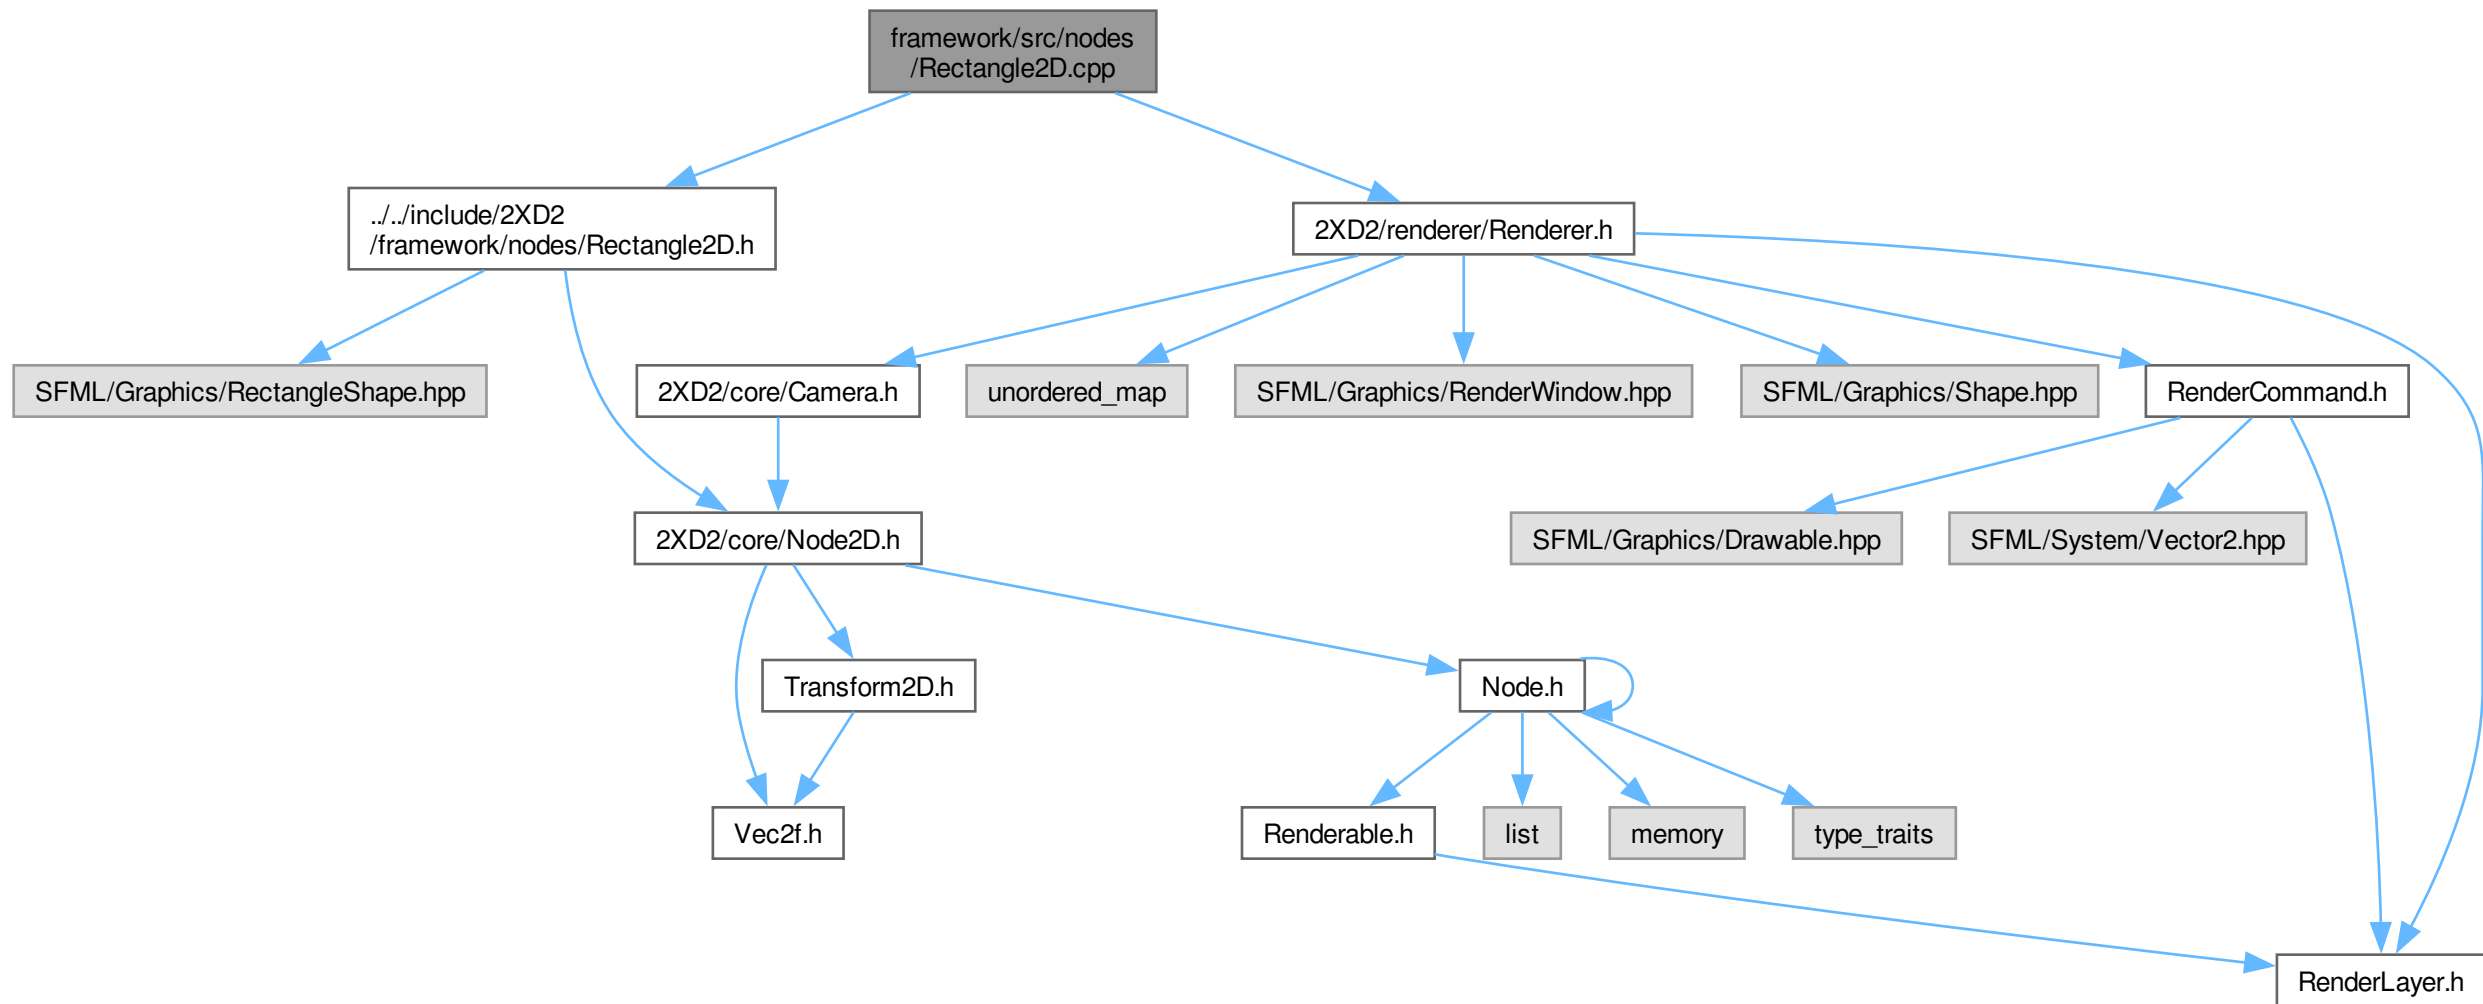 framework/src/nodes
/Rectangle2D.cpp
../../include/2XD2
/framework/nodes/Rectangle2D.h
2XD2/renderer/Renderer.h
SFML/Graphics/RectangleShape.hpp
2XD2/core/Camera.h
unordered_map
SFML/Graphics/RenderWindow.hpp
SFML/Graphics/Shape.hpp
RenderCommand.h
2XD2/core/Node2D.h
SFML/Graphics/Drawable.hpp
SFML/System/Vector2.hpp
Transform2D.h
Node.h
Vec2f.h
Renderable.h
list
memory
type_traits
RenderLayer.h